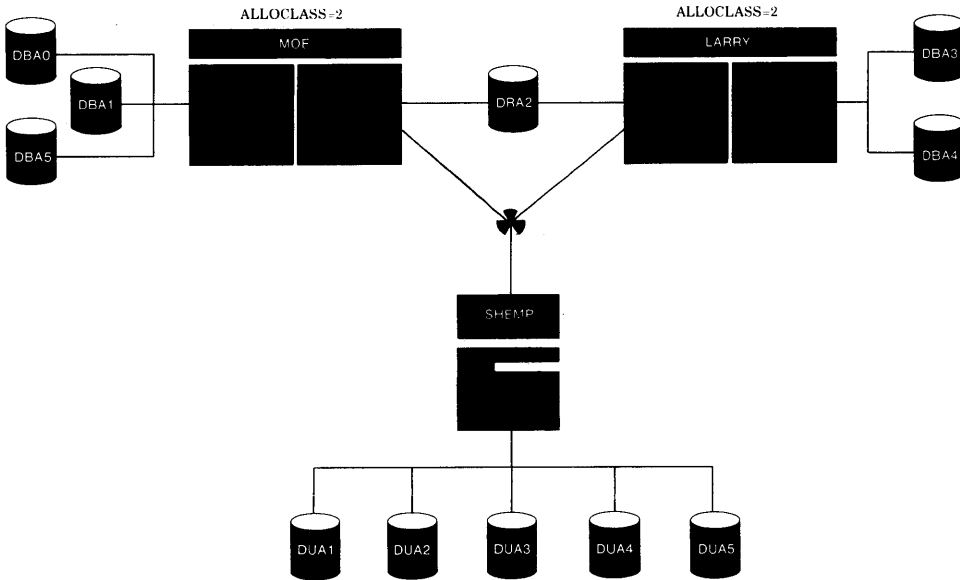 ALLOCLASS=2
ALLOCLASS=2
MOE
LARRY
DBA0
DBA1
DBA5
DRA2
DBA3
DBA4
SHEMP
DUA1
DUA2
DUA3
DUA4
DUA5